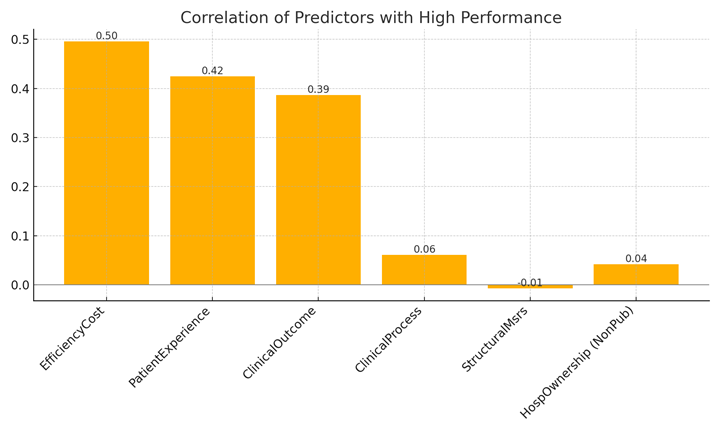 Correlation of Predictors with High Performance
0.5
0.4
0.3
0.2
0.1
0.0
0.50
0.42
0.39
0.06
-0.01
0.04
EfficiencyCost
PatientExperience
ClinicalOutcome
ClinicalProcess
StructuralMsrs
HospOwnership (NonPub)